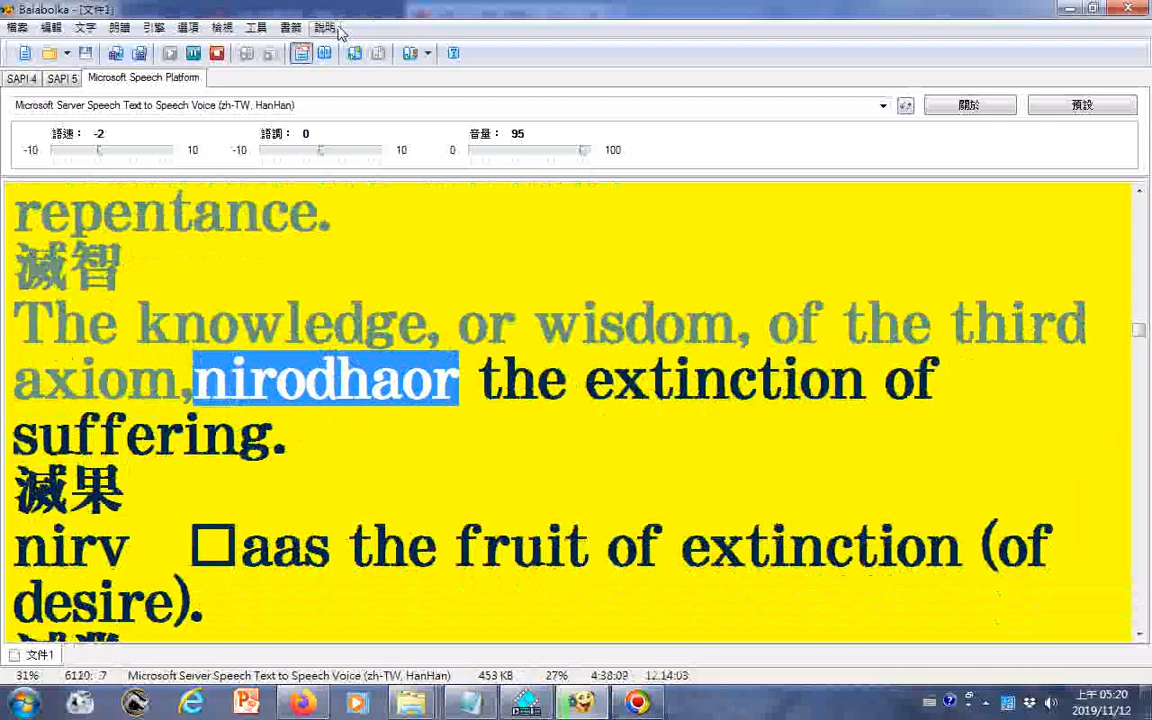 Balabolka - [文件1]
檔案 編輯 文字 朗讀 引擎 選項 檢視 工具 書籤 說明
SAPI 4 SAPI 5 Microsoft Speech Platform
Microsoft Server Speech Text to Speech Voice (zh-TW, HanHan) 關於 預設
語速： -2 語調： 0 音量： 95
-10 10 -10 10 0 100
repentance.
滅智
The knowledge, or wisdom, of the third
axiom,nirodhaor the extinction of
suffering.
滅果
nirv □aas the fruit of extinction (of
desire).
文件1
31% 6120: 7 Microsoft Server Speech Text to Speech Voice (zh-TW, HanHan) 453 KB 27% 4:38:09 12:14:03
上午 05:20
2019/11/12